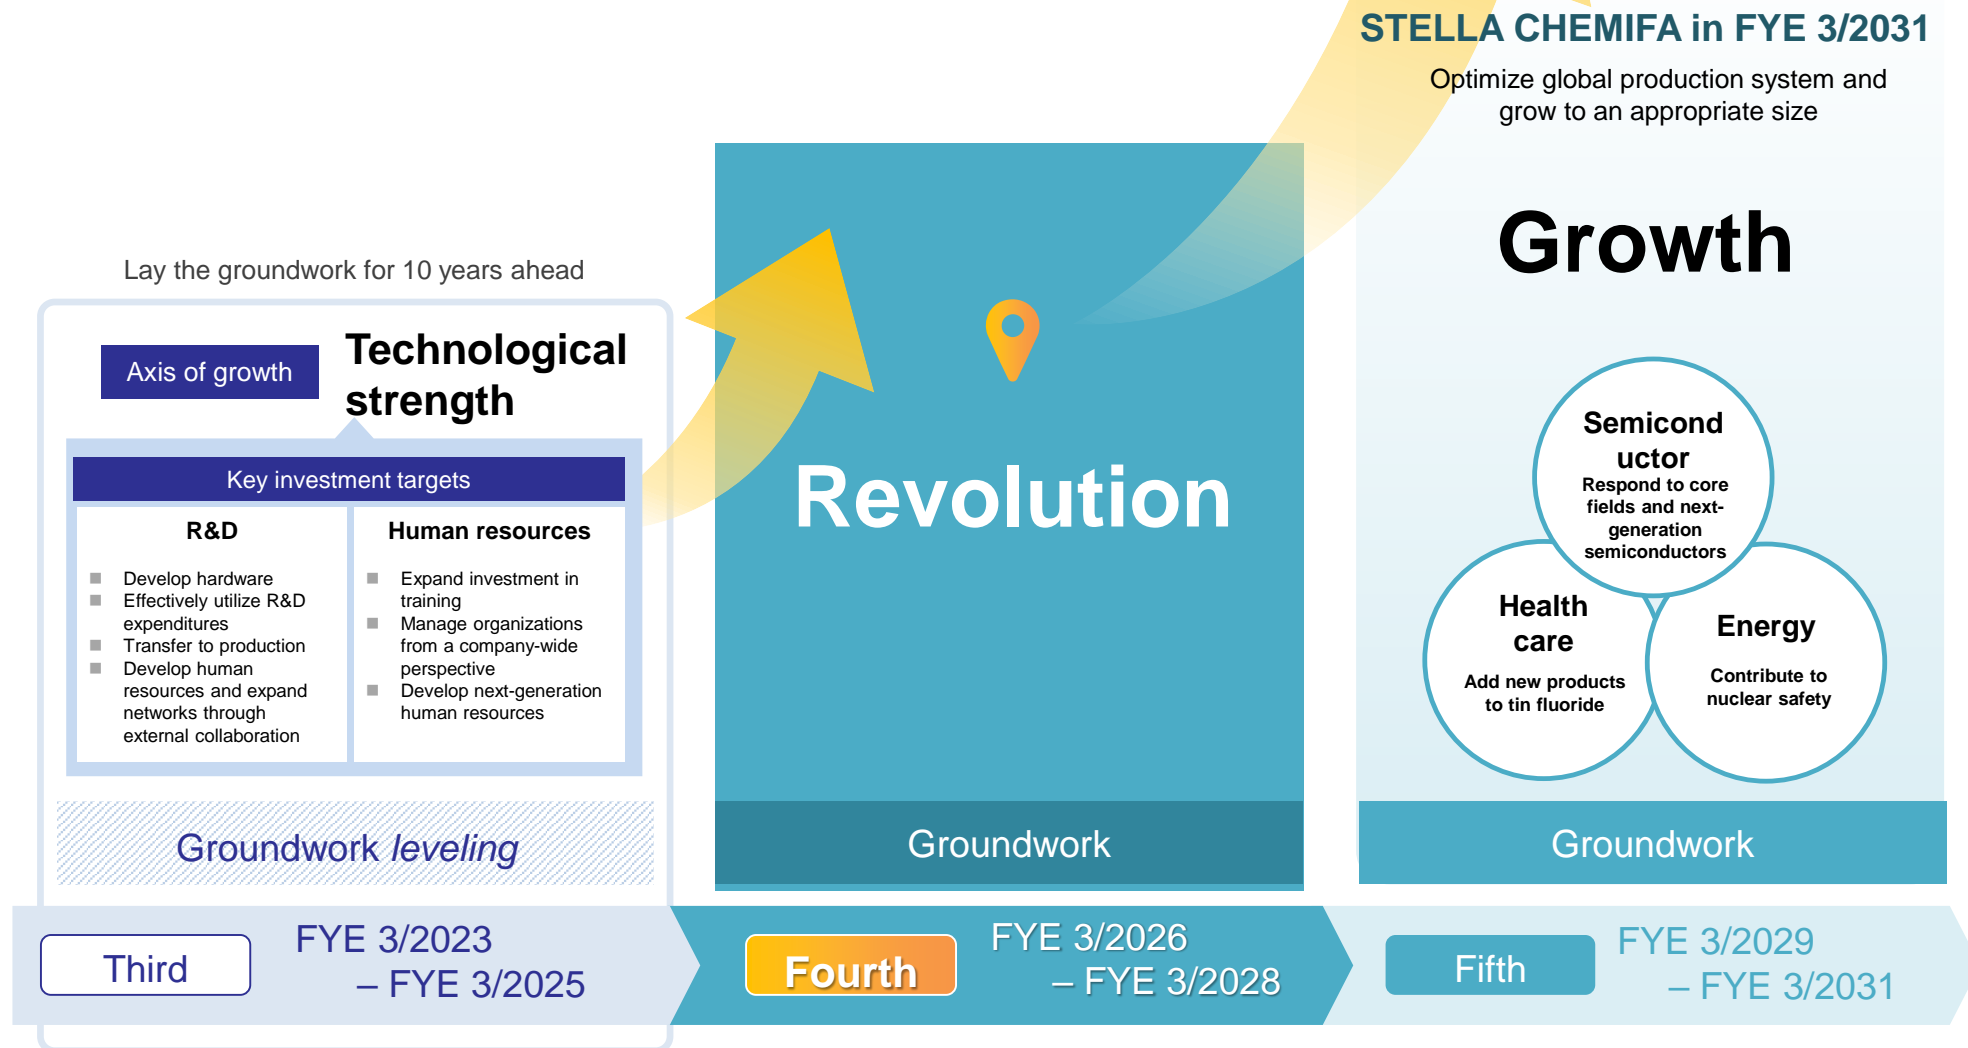 STELLA CHEMIFA in FYE 3/2031
Optimize global production system and
grow to an appropriate size
Lay the groundwork for 10 years ahead
Axis of growth
Technological
strength
Key investment targets
R&D
Develop hardware
Effectively utilize R&D
expenditures
Transfer to production
Develop human
resources and expand
networks through
external collaboration
Human resources
Expand investment in
training
Manage organizations
from a company-wide
perspective
Develop next-generation
human resources
Groundwork leveling
Revolution
Groundwork
Growth
Semicond
uctor
Respond to core
fields and next-
generation
semiconductors
Health
care
Add new products
to tin fluoride
Energy
Contribute to
nuclear safety
Groundwork
Third
FYE 3/2023
– FYE 3/2025
Fourth
FYE 3/2026
– FYE 3/2028
Fifth
FYE 3/2029
– FYE 3/2031